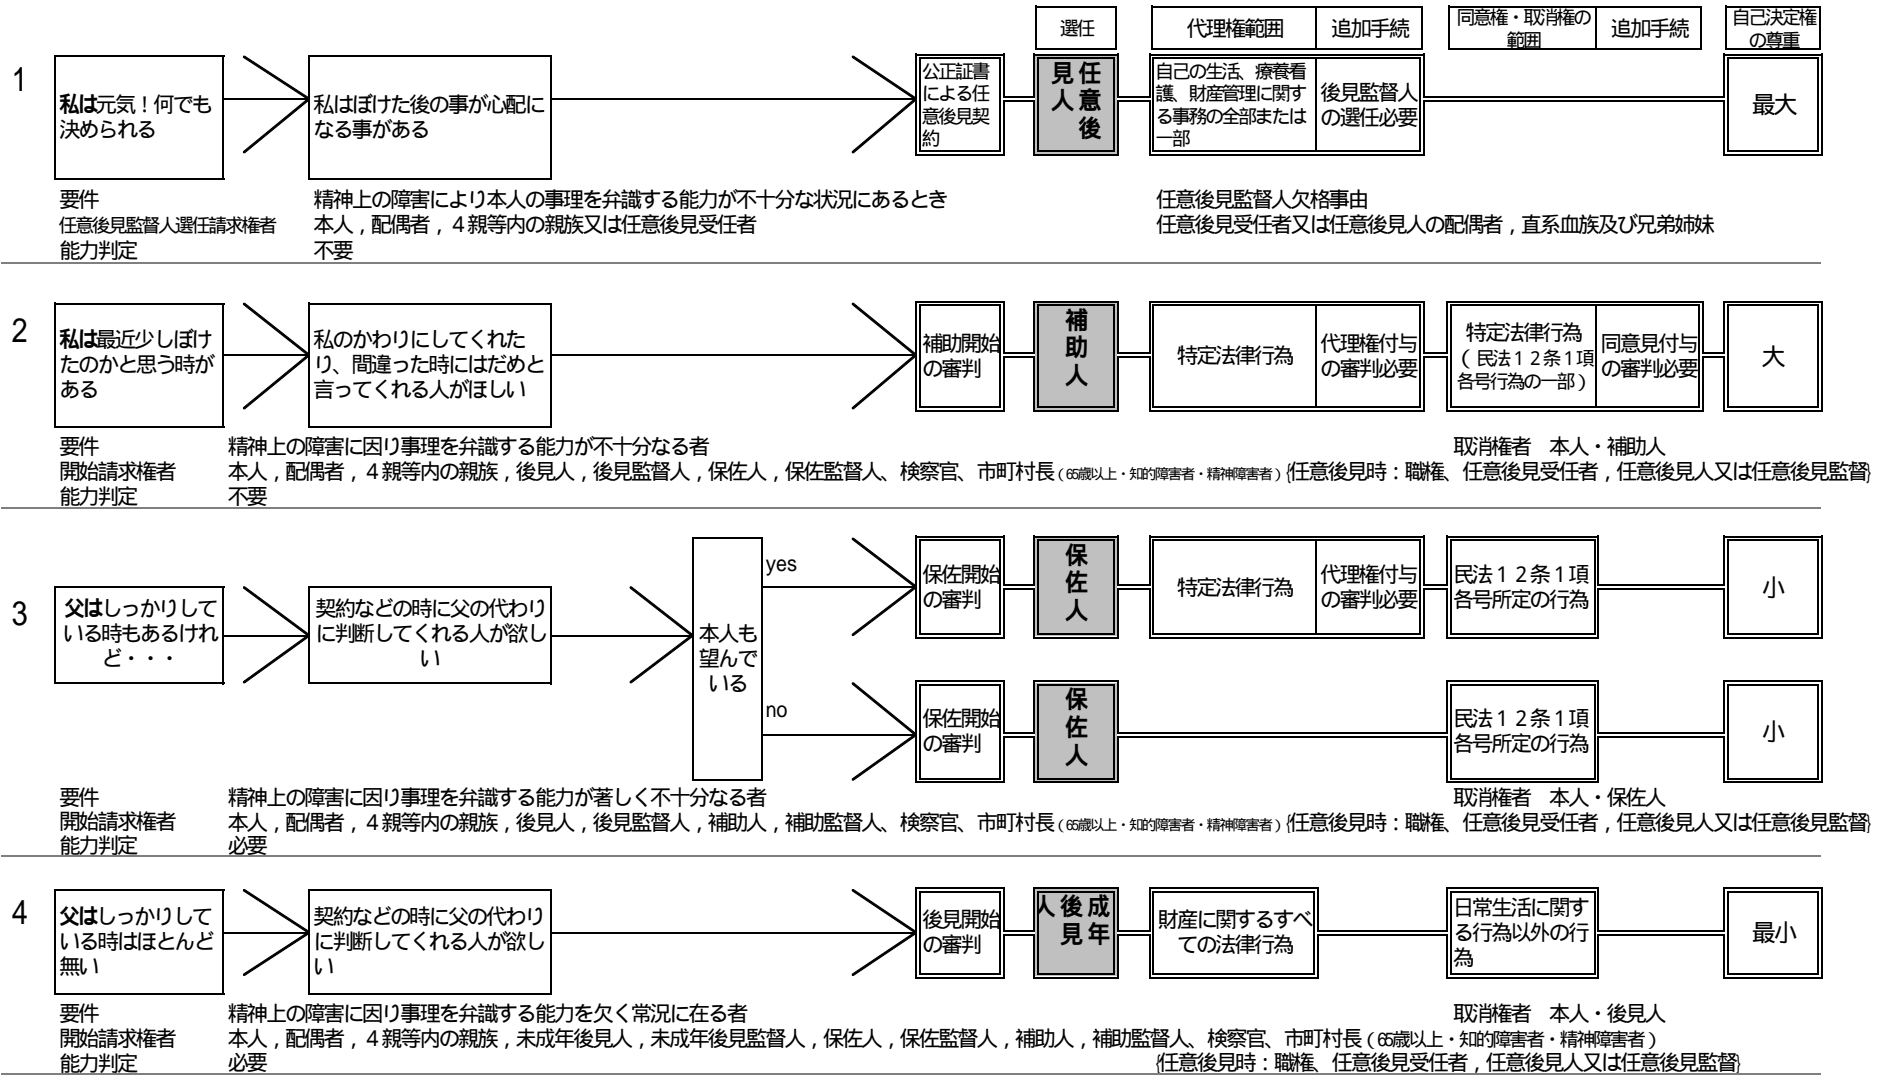 選任
代理権範囲
追加手続
同意権・取消権の
範囲
追加手続
自己決定権
の尊重
1
私は元気！何でも
決められる
私はぼけた後の事が心配に
なる事がある
公正証書
による任
意後見契
約
任意後
見人
自己の生活、療養看
護、財産管理に関す
る事務の全部または
一部
後見監督人
の選任必要
最大
要件
精神上の障害により本人の事理を弁識する能力が不十分な状況にあるとき
任意後見監督人欠格事由
任意後見監督人選任請求権者
本人，配偶者，４親等内の親族又は任意後見受任者
任意後見受任者又は任意後見人の配偶者，直系血族及び兄弟姉妹
能力判定
不要
2
私は最近少しぼけ
たのかと思う時が
ある
私のかわりにしてくれた
り、間違った時にはだめと
言ってくれる人がほしい
補助開始
の審判
補助人
特定法律行為
代理権付与
の審判必要
特定法律行為
（民法１２条１項
各号行為の一部）
同意見付与
の審判必要
大
要件
精神上の障害に因り事理を弁識する能力が不十分なる者
取消権者　本人・補助人
開始請求権者
本人，配偶者，４親等内の親族，後見人，後見監督人，保佐人，保佐監督人、検察官、市町村長（65歳以上・知的障害者・精神障害者）{任意後見時：職権、任意後見受任者，任意後見人又は任意後見監督}
能力判定
不要
3
父はしっかりして
いる時もあるけれ
ど・・・
契約などの時に父の代わり
に判断してくれる人が欲し
い
本人も
望んで
いる
yes
保佐開始
の審判
保佐人
特定法律行為
代理権付与
の審判必要
民法１２条１項
各号所定の行為
小
no
保佐開始
の審判
保佐人
民法１２条１項
各号所定の行為
小
要件
精神上の障害に因り事理を弁識する能力が著しく不十分なる者
取消権者　本人・保佐人
開始請求権者
本人，配偶者，４親等内の親族，後見人，後見監督人，補助人，補助監督人、検察官、市町村長（65歳以上・知的障害者・精神障害者）{任意後見時：職権、任意後見受任者，任意後見人又は任意後見監督}
能力判定
必要
4
父はしっかりして
いる時はほとんど
無い
契約などの時に父の代わり
に判断してくれる人が欲し
い
後見開始
の審判
成年
後見
人
財産に関するすべ
ての法律行為
日常生活に関す
る行為以外の行
為
最小
要件
精神上の障害に因り事理を弁識する能力を欠く常況に在る者
取消権者　本人・後見人
開始請求権者
本人，配偶者，４親等内の親族，未成年後見人，未成年後見監督人，保佐人，保佐監督人，補助人，補助監督人、検察官、市町村長（65歳以上・知的障害者・精神障害者）
能力判定
必要
{任意後見時：職権、任意後見受任者，任意後見人又は任意後見監督}